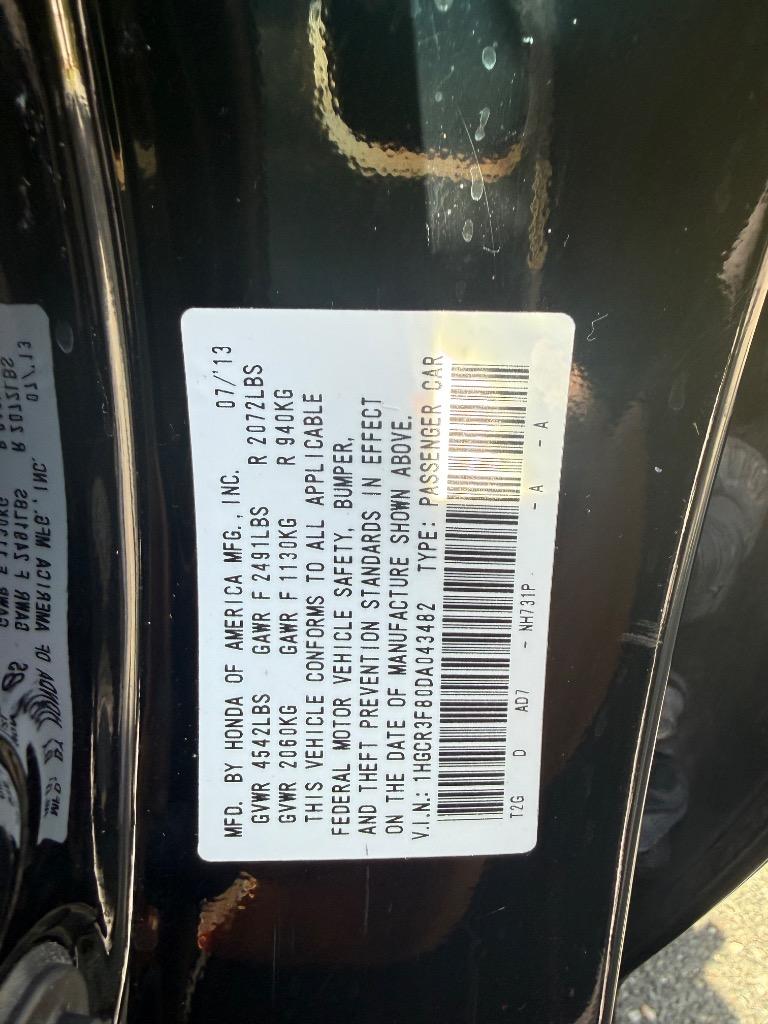 MFD. BY HONDA OF AMERICA MFG., INC. 07/'13
GVWR 4542LBS GAWR F 2491LBS R 2072LBS
GVWR 2060KG GAWR F 1130KG R 940KG
THIS VEHICLE CONFORMS TO ALL APPLICABLE
FEDERAL MOTOR VEHICLE SAFETY, BUMPER,
AND THEFT PREVENTION STANDARDS IN EFFECT
ON THE DATE OF MANUFACTURE SHOWN ABOVE.
V.I.N.: 1HGCR3F80DA043482 TYPE: PASSENGER CAR
T2G D AD7 - NH731P - A - A